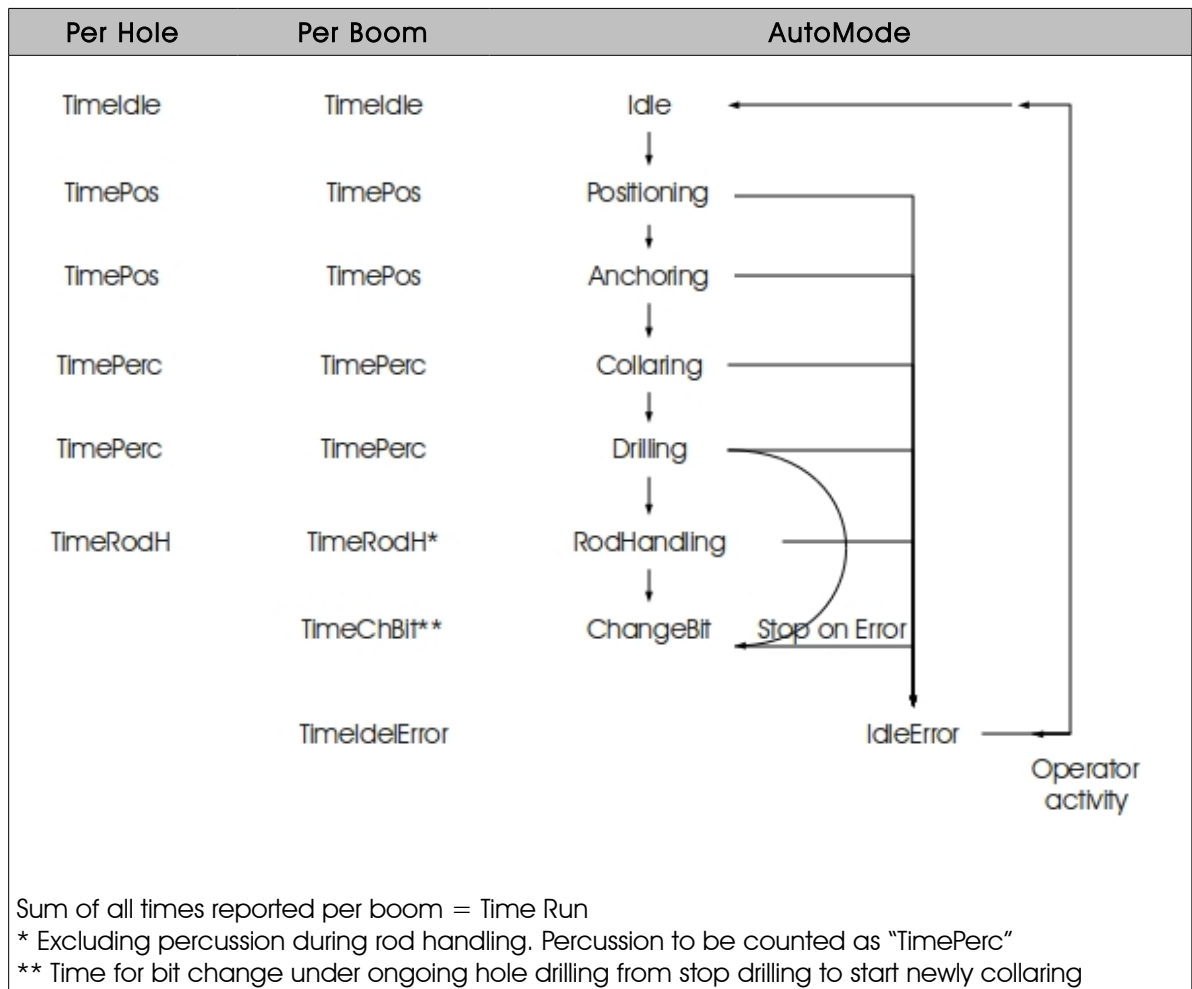 Per Hole Per Boom AutoMode
TimeIdle TimeIdle Idle
TimePos TimePos Positioning
TimePos TimePos Anchoring
TimePerc TimePerc Collaring
TimePerc TimePerc Drilling
TimeRodH TimeRodH* RodHandling
TimeChBit** ChangeBit Stop on Error
TimeIdelError IdleError
Operator
activity
Sum of all times reported per boom = Time Run
* Excluding percussion during rod handling. Percussion to be counted as “TimePerc”
** Time for bit change under ongoing hole drilling from stop drilling to start newly collaring